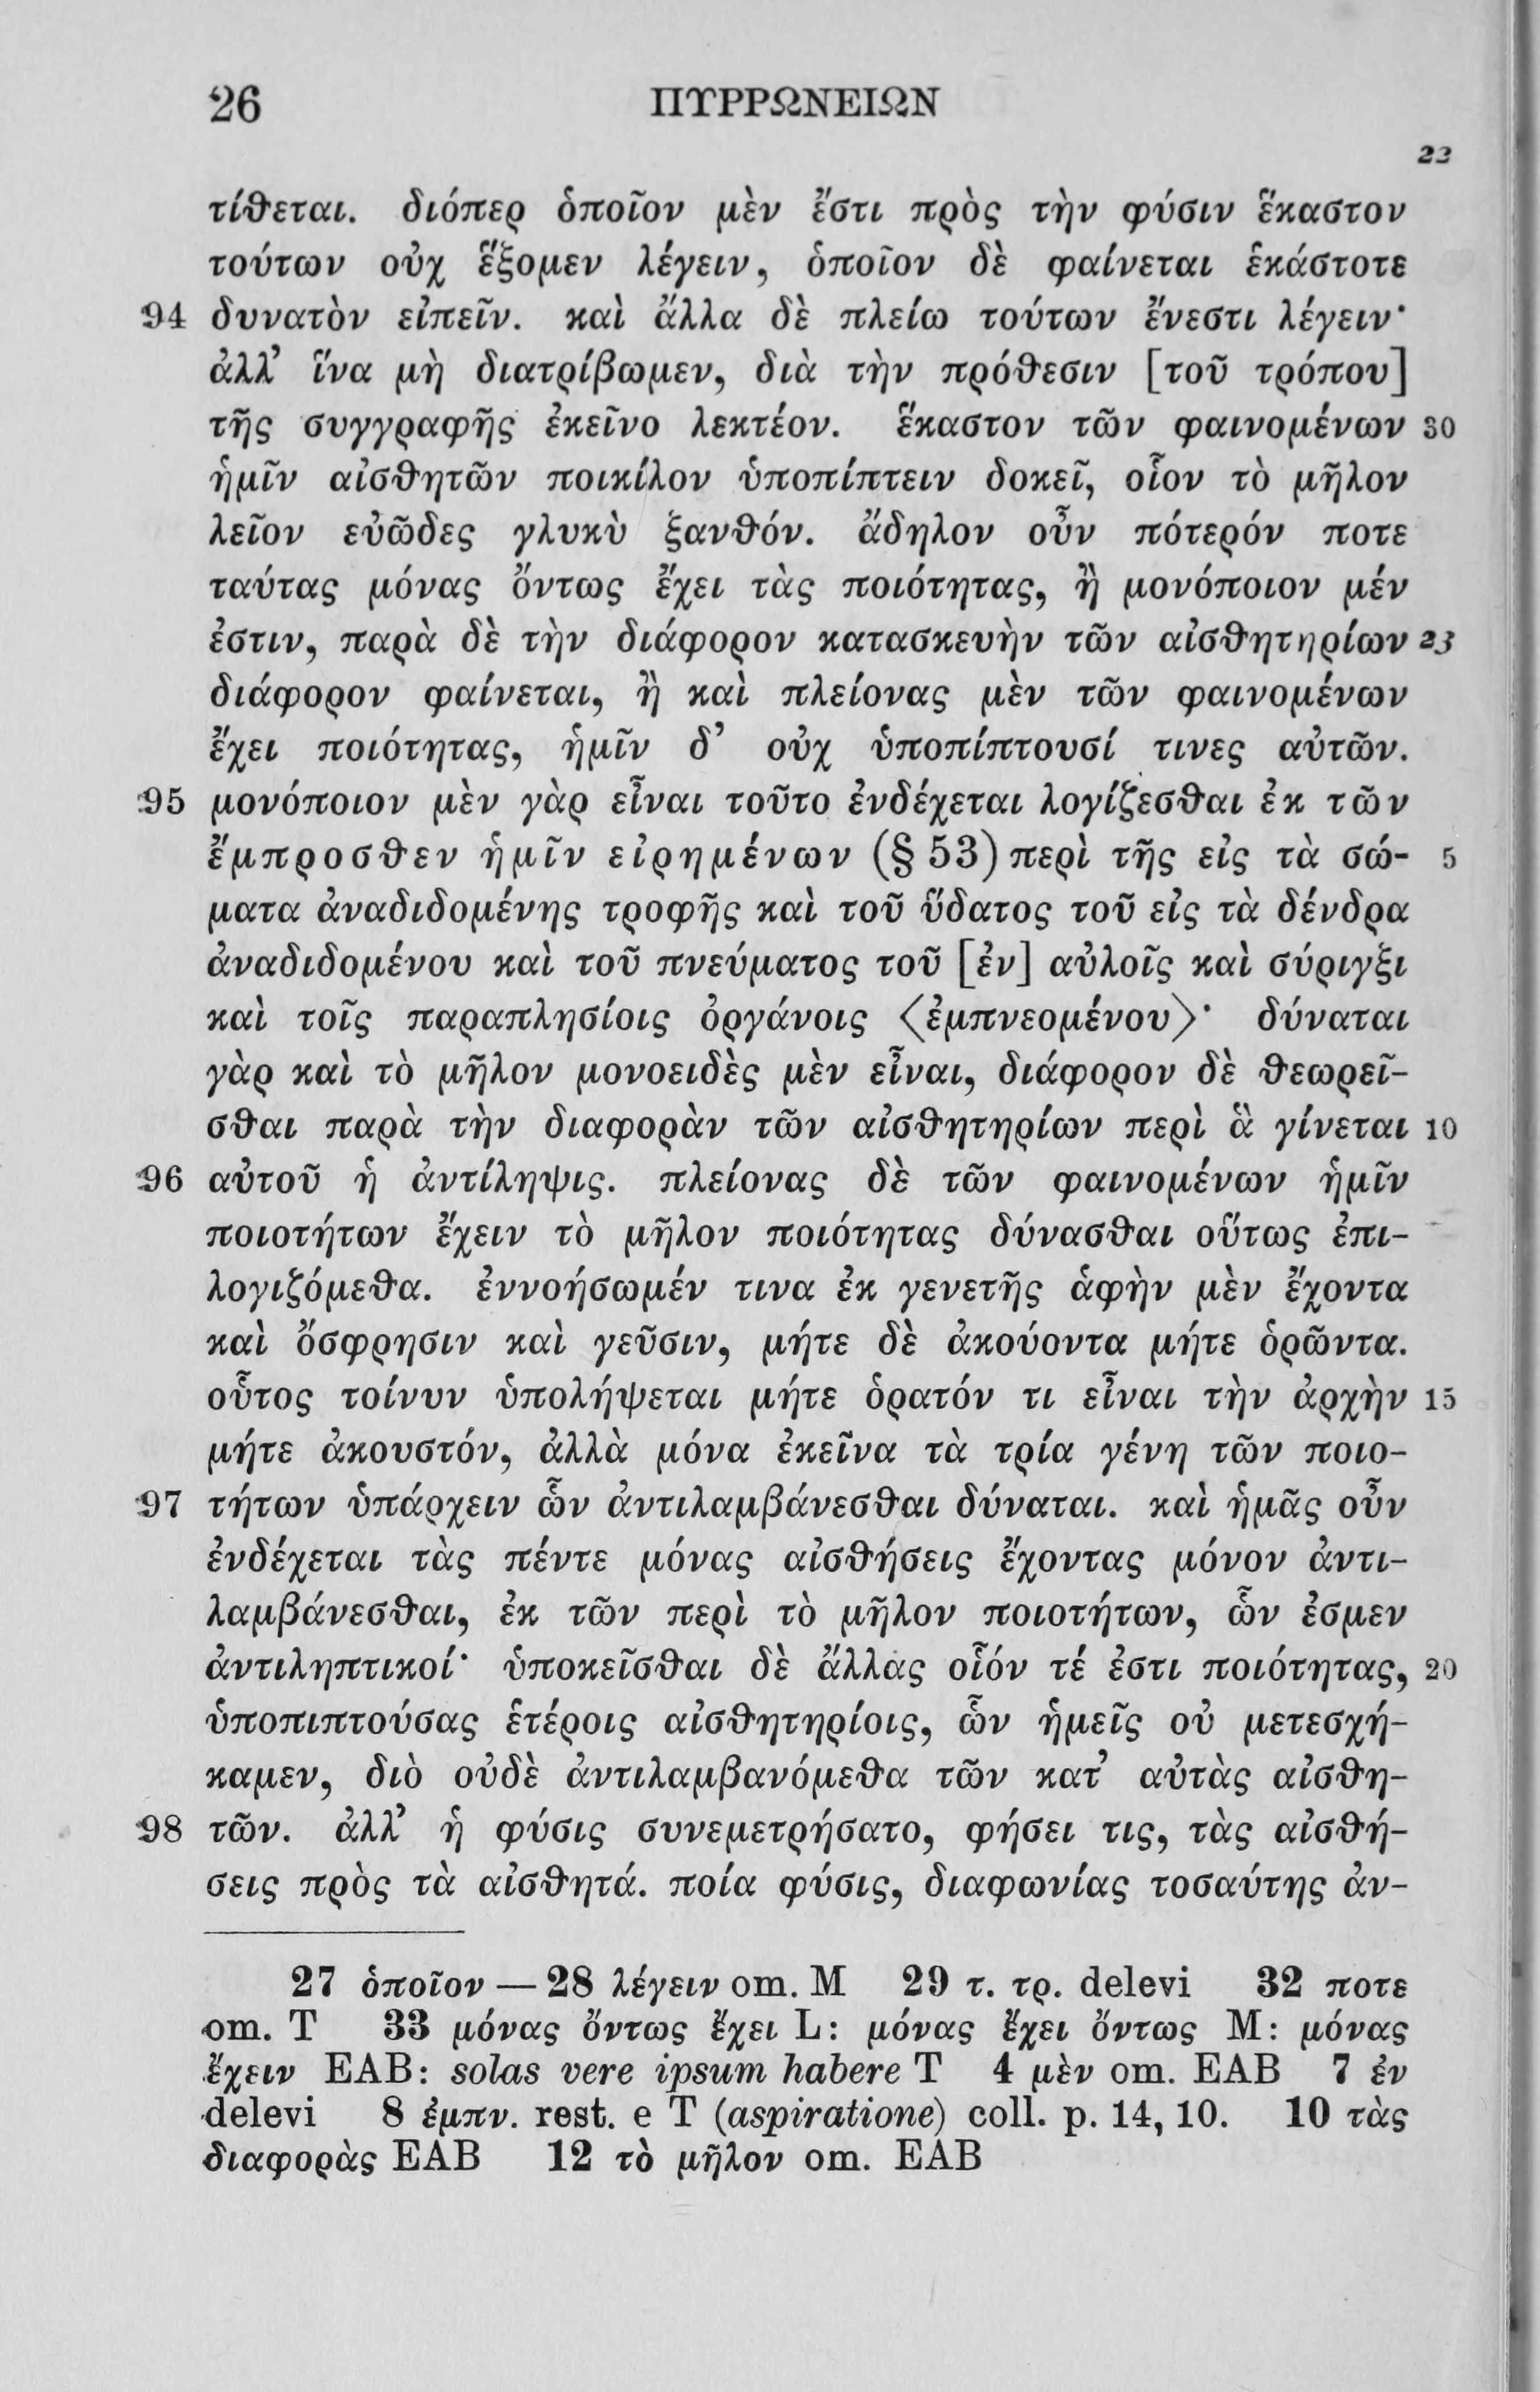 26 ΠΥΡΡΩΝΕΙΩΝ
22
τίθεται. διόπερ ὁποῖον μὲν ἔστι πρὸς τὴν φύσιν ἕκαστον
τούτων οὐχ ἕξομεν λέγειν, ὁποῖον δὲ φαίνεται ἑκάστοτε
94 δυνατὸν εἰπεῖν. καὶ ἄλλα δὲ πλείω τούτων ἔνεστι λέγειν·
ἀλλ’ ἵνα μὴ διατρίβωμεν, διὰ τὴν πρόθεσιν [τοῦ τρόπου]
τῆς συγγραφῆς ἐκεῖνο λεκτέον. ἕκαστον τῶν φαινομένων 30
ἡμῖν αἰσθητῶν ποικίλον ὑποπίπτειν δοκεῖ, οἷον τὸ μῆλον
λεῖον εὐῶδες γλυκὺ ξανθόν. ἄδηλον οὖν πότερόν ποτε
ταύτας μόνας ὄντως ἔχει τὰς ποιότητας, ἢ μονόποιον μέν
ἐστιν, παρὰ δὲ τὴν διάφορον κατασκευὴν τῶν αἰσθητηρίων 23
διάφορον φαίνεται, ἢ καὶ πλείονας μὲν τῶν φαινομένων
ἔχει ποιότητας, ἡμῖν δ’ οὐχ ὑποπίπτουσί τινες αὐτῶν.
95 μονόποιον μὲν γὰρ εἶναι τοῦτο ἐνδέχεται λογίζεσθαι ἐκ τῶν
ἔμπροσθεν ἡμῖν εἰρημένων (§ 53) περὶ τῆς εἰς τὰ σώ- 5
ματα ἀναδιδομένης τροφῆς καὶ τοῦ ὕδατος τοῦ εἰς τὰ δένδρα
ἀναδιδομένου καὶ τοῦ πνεύματος τοῦ [ἐν] αὐλοῖς καὶ σύριγξι
καὶ τοῖς παραπλησίοις ὀργάνοις ⟨ἐμπνεομένου⟩· δύναται
γὰρ καὶ τὸ μῆλον μονοειδὲς μὲν εἶναι, διάφορον δὲ θεωρεῖ-
σθαι παρὰ τὴν διαφορὰν τῶν αἰσθητηρίων περὶ ἃ γίνεται 10
96 αὐτοῦ ἡ ἀντίληψις. πλείονας δὲ τῶν φαινομένων ἡμῖν
ποιοτήτων ἔχειν τὸ μῆλον ποιότητας δύνασθαι οὕτως ἐπι-
λογιζόμεθα. ἐννοήσωμέν τινα ἐκ γενετῆς ἁφὴν μὲν ἔχοντα
καὶ ὄσφρησιν καὶ γεῦσιν, μήτε δὲ ἀκούοντα μήτε ὁρῶντα.
οὗτος τοίνυν ὑπολήψεται μήτε ὁρατόν τι εἶναι τὴν ἀρχὴν 15
μήτε ἀκουστόν, ἀλλὰ μόνα ἐκεῖνα τὰ τρία γένη τῶν ποιο-
97 τήτων ὑπάρχειν ὧν ἀντιλαμβάνεσθαι δύναται. καὶ ἡμᾶς οὖν
ἐνδέχεται τὰς πέντε μόνας αἰσθήσεις ἔχοντας μόνον ἀντι-
λαμβάνεσθαι, ἐκ τῶν περὶ τὸ μῆλον ποιοτήτων, ὧν ἐσμεν
ἀντιληπτικοί· ὑποκεῖσθαι δὲ ἄλλας οἷόν τέ ἐστι ποιότητας, 20
ὑποπιπτούσας ἑτέροις αἰσθητηρίοις, ὧν ἡμεῖς οὐ μετεσχή-
καμεν, διὸ οὐδὲ ἀντιλαμβανόμεθα τῶν κατ’ αὐτὰς αἰσθη-
98 τῶν. ἀλλ’ ἡ φύσις συνεμετρήσατο, φήσει τις, τὰς αἰσθή-
σεις πρὸς τὰ αἰσθητά. ποία φύσις, διαφωνίας τοσαύτης ἀν-
27 ὁποῖον — 28 λέγειν om. M 29 τ. τρ. delevi 32 ποτε
om. T 33 μόνας ὄντως ἔχει L: μόνας ἔχει ὄντως M: μόνας
ἔχειν EAB: solas vere ipsum habere T 4 μὲν om. EAB 7 ἐν
delevi 8 ἐμπν. rest. e T (aspiratione) coll. p. 14, 10. 10 τὰς
διαφορὰς EAB 12 τὸ μῆλον om. EAB